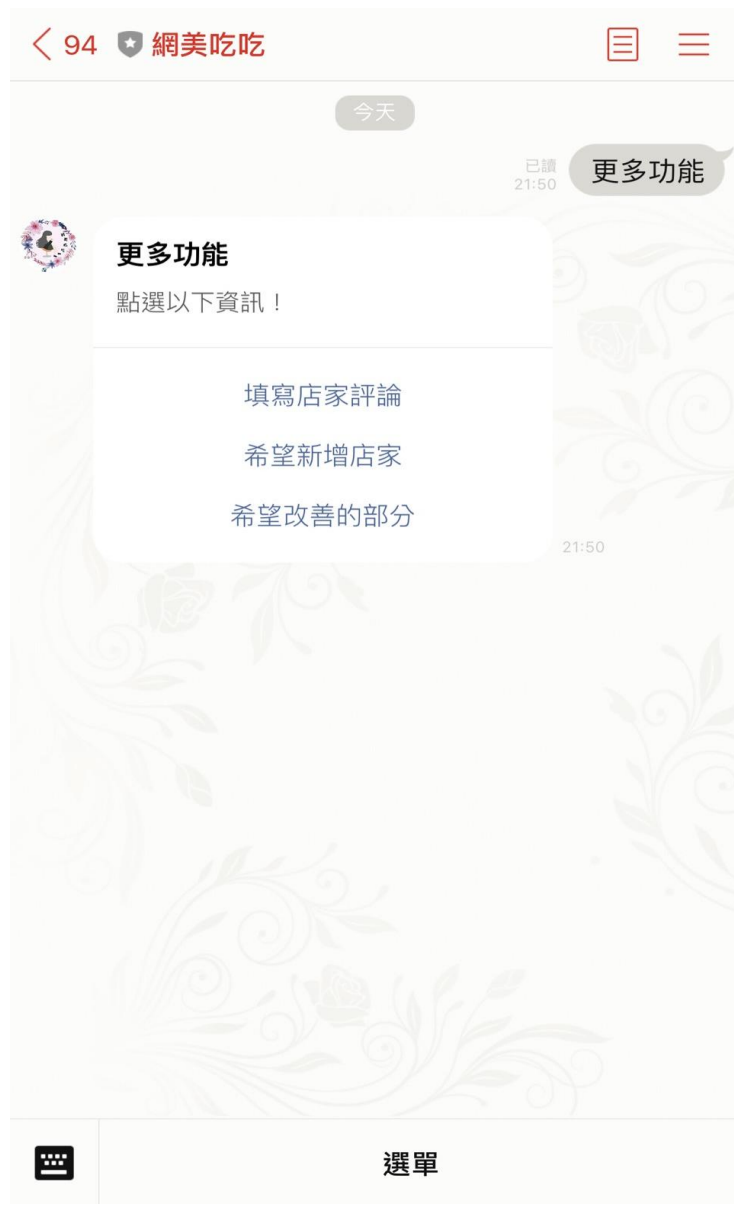 94 網美吃吃
今天
已讀
21:50
更多功能
更多功能
點選以下資訊！
填寫店家評論
希望新增店家
希望改善的部分
21:50
選單